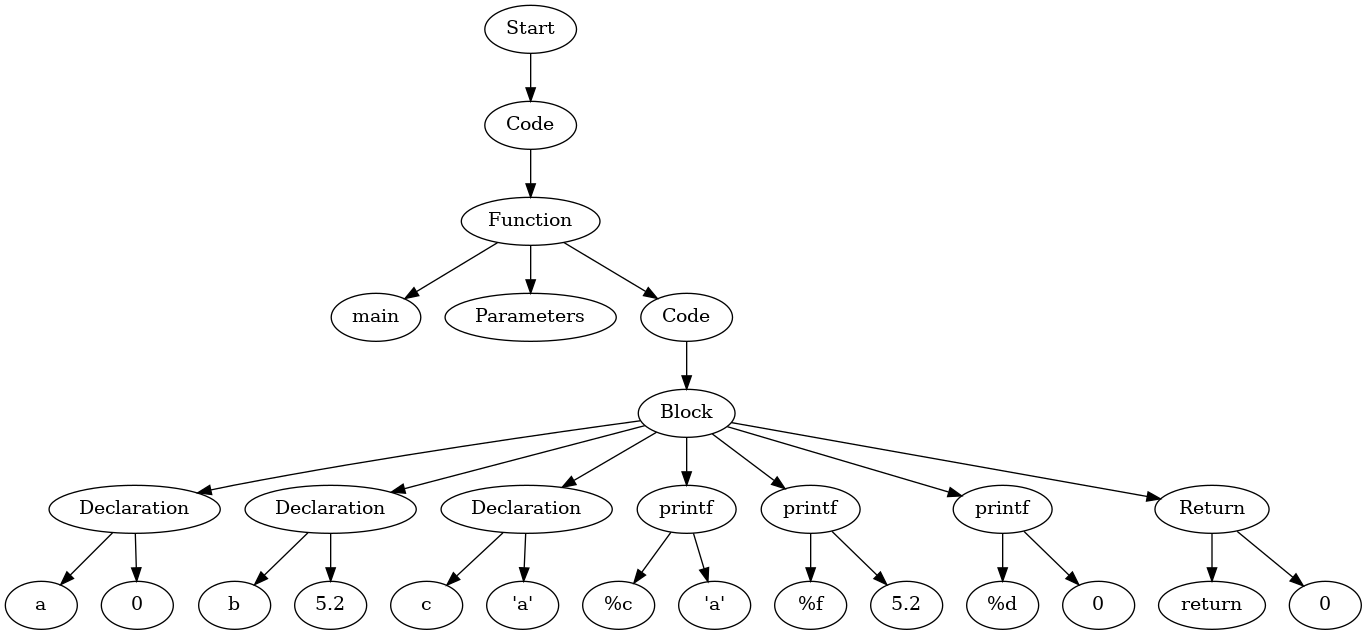 Start
Code
Function
main
Parameters
Code
Block
Declaration
Declaration
Declaration
printf
printf
printf
Return
a
0
b
5.2
c
'a'
%c
'a'
%f
5.2
%d
0
return
0